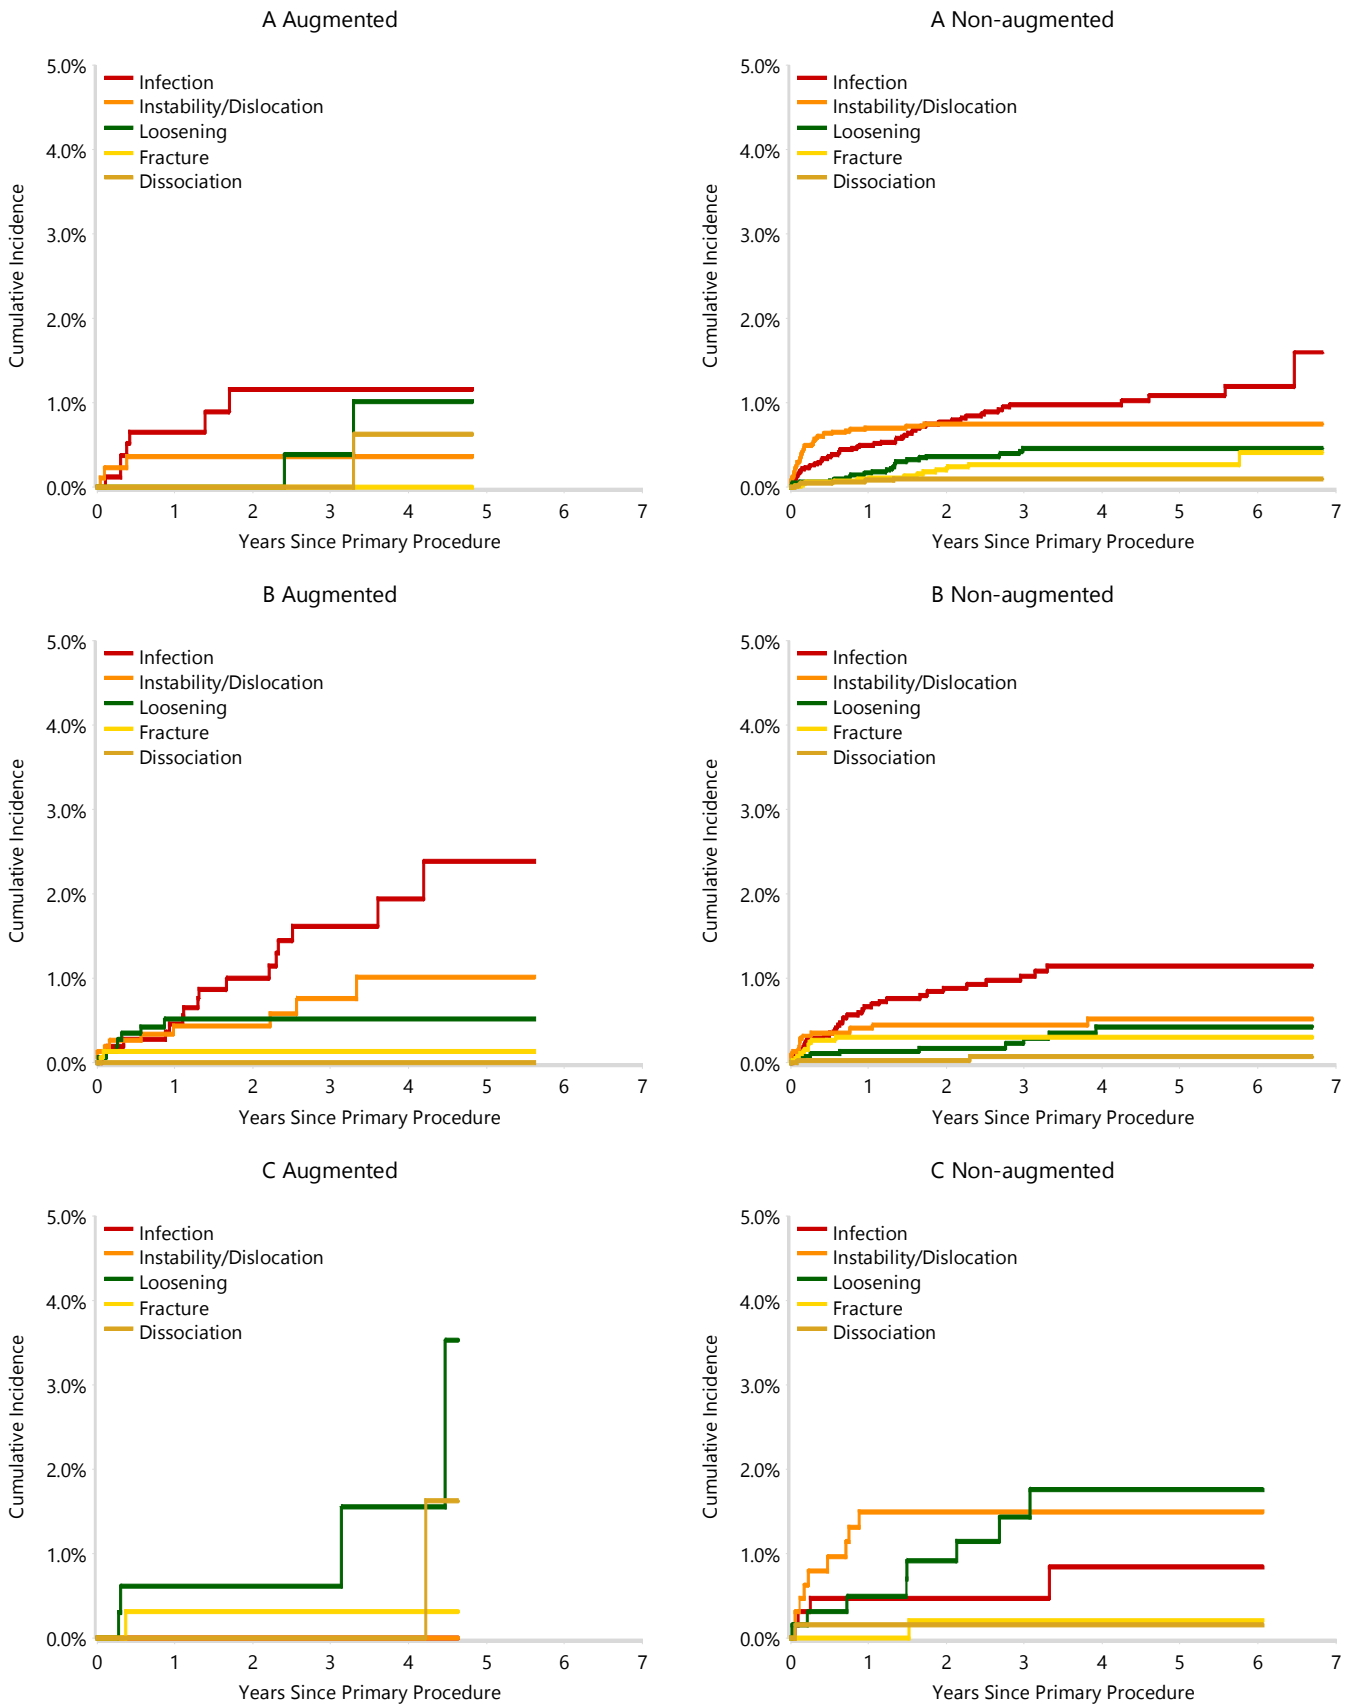 A Augmented
5.0%
4.0%
3.0%
2.0%
1.0%
0.0%
Cumulative Incidence
Infection
Instability/Dislocation
Loosening
Fracture
Dissociation
0 1 2 3 4 5 6 7
Years Since Primary Procedure
A Non-augmented
5.0%
4.0%
3.0%
2.0%
1.0%
0.0%
Cumulative Incidence
Infection
Instability/Dislocation
Loosening
Fracture
Dissociation
0 1 2 3 4 5 6 7
Years Since Primary Procedure
B Augmented
5.0%
4.0%
3.0%
2.0%
1.0%
0.0%
Cumulative Incidence
Infection
Instability/Dislocation
Loosening
Fracture
Dissociation
0 1 2 3 4 5 6 7
Years Since Primary Procedure
B Non-augmented
5.0%
4.0%
3.0%
2.0%
1.0%
0.0%
Cumulative Incidence
Infection
Instability/Dislocation
Loosening
Fracture
Dissociation
0 1 2 3 4 5 6 7
Years Since Primary Procedure
C Augmented
5.0%
4.0%
3.0%
2.0%
1.0%
0.0%
Cumulative Incidence
Infection
Instability/Dislocation
Loosening
Fracture
Dissociation
0 1 2 3 4 5 6 7
Years Since Primary Procedure
C Non-augmented
5.0%
4.0%
3.0%
2.0%
1.0%
0.0%
Cumulative Incidence
Infection
Instability/Dislocation
Loosening
Fracture
Dissociation
0 1 2 3 4 5 6 7
Years Since Primary Procedure